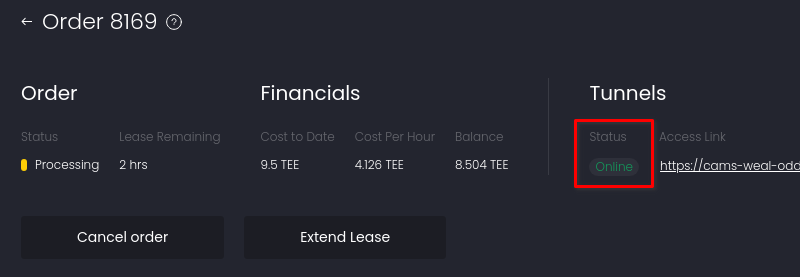 ← Order 8169 ?
Order Financials Tunnels
Status Lease Remaining Cost to Date Cost Per Hour Balance Status Access Link
Processing 2 hrs 9.5 TEE 4.126 TEE 8.504 TEE Online https://cams-weal-odd
Cancel order Extend Lease